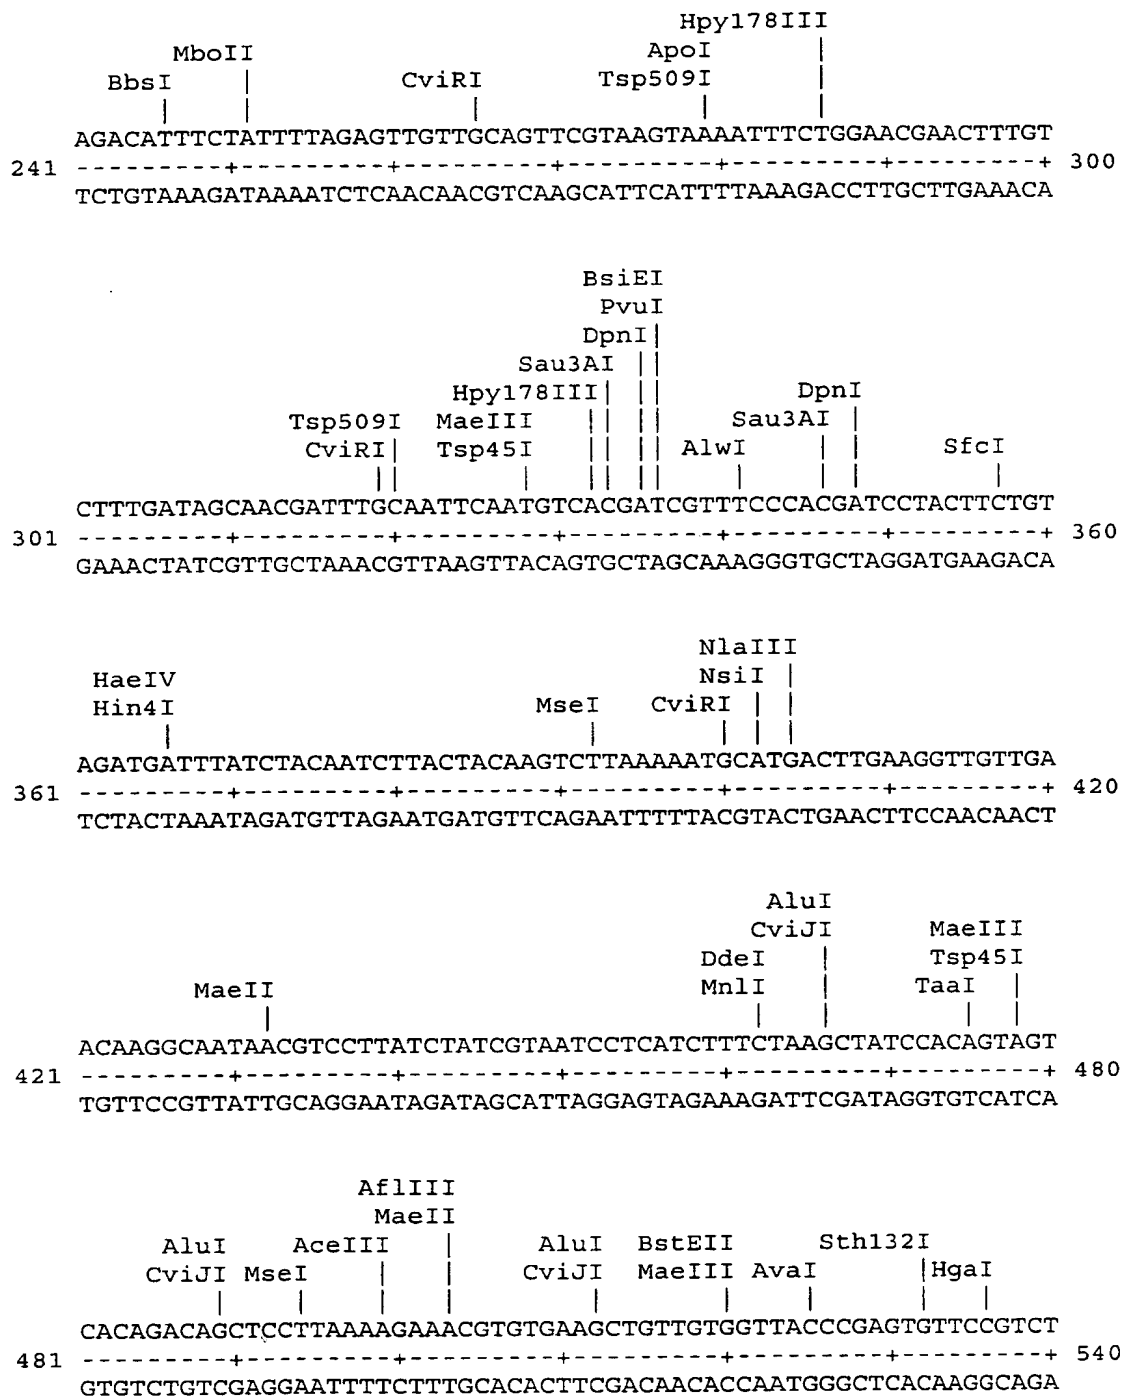 Hpy178III
MboII ApoI
BbsI CviRI Tsp509I
AGACATTTCTATTTTAGAGTTGTTGCAGTTCGTAAGTAAAATTTCTGGAACGAACTTTGT
241 ---------+---------+---------+---------+---------+---------+ 300
TCTGTAAAGATAAAATCTCAACAACGTCAAGCATTCATTTTAAAGACCTTGCTTGAAACA
BsiEI
PvuI
DpnI
Sau3AI
Hpy178III DpnI
Tsp509I MaeIII Sau3AI
CviRI Tsp45I AlwI SfcI
CTTTGATAGCAACGATTTGCAATTCAATGTCACGATCGTTTCCCACGATCCTACTTCTGT
301 ---------+---------+---------+---------+---------+---------+ 360
GAAACTATCGTTGCTAAACGTTAAGTTACAGTGCTAGCAAAGGGTGCTAGGATGAAGACA
NlaIII
HaeIV NsiI
Hin4I MseI CviRI
AGATGATTTATCTACAATCTTACTACAAGTCTTAAAAATGCATGACTTGAAGGTTGTTGA
361 ---------+---------+---------+---------+---------+---------+ 420
TCTACTAAATAGATGTTAGAATGATGTTCAGAATTTTTACGTACTGAACTTCCAACAACT
AluI
CviJI MaeIII
DdeI Tsp45I
MaeII MnlI TaaI
ACAAGGCAATAACGTCCTTATCTATCGTAATCCTCATCTTTCTAAGCTATCCACAGTAGT
421 ---------+---------+---------+---------+---------+---------+ 480
TGTTCCGTTATTGCAGGAATAGATAGCATTAGGAGTAGAAAGATTCGATAGGTGTCATCA
AflIII
MaeII
AluI AceIII AluI BstEII Sth132I
CviJI MseI CviJI MaeIII AvaI HgaI
CACAGACAGCTCCTTAAAAGAAACGTGTGAAGCTGTTGTGGTTACCCGAGTGTTCCGTCT
481 ---------+---------+---------+---------+---------+---------+ 540
GTGTCTGTCGAGGAATTTTCTTTGCACACTTCGACAACACCAATGGGCTCACAAGGCAGA